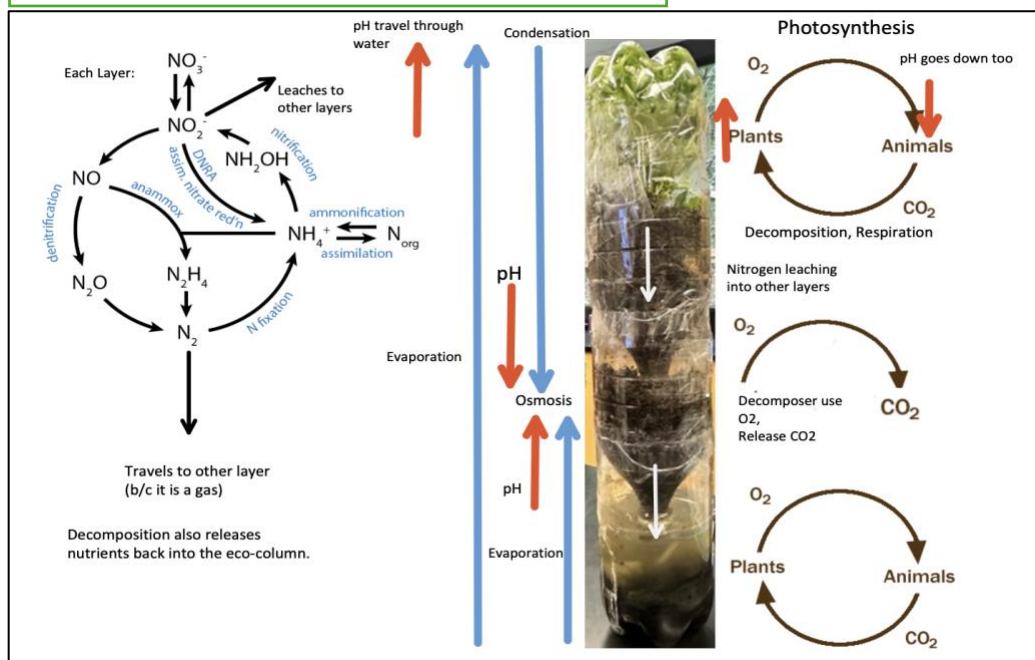 Photosynthesis
pH travel through
water
Condensation
pH goes down too
Each Layer:
NO₃⁻
Leaches to
other layers
NO₂⁻
nitrification
NH₂OH
DNRA
assim. nitrate red'n
NO
anammox
denitrification
ammonification
NH₄⁺
N_org
assimilation
N₂O
N₂H₄
N fixation
N₂
Travels to other layer
(b/c it is a gas)
Decomposition also releases
nutrients back into the eco-column.
Evaporation
pH
Osmosis
pH
Evaporation
O₂
Plants
Animals
CO₂
Decomposition, Respiration
Nitrogen leaching
into other layers
O₂
CO₂
Decomposer use
O2,
Release CO2
O₂
Plants
Animals
CO₂